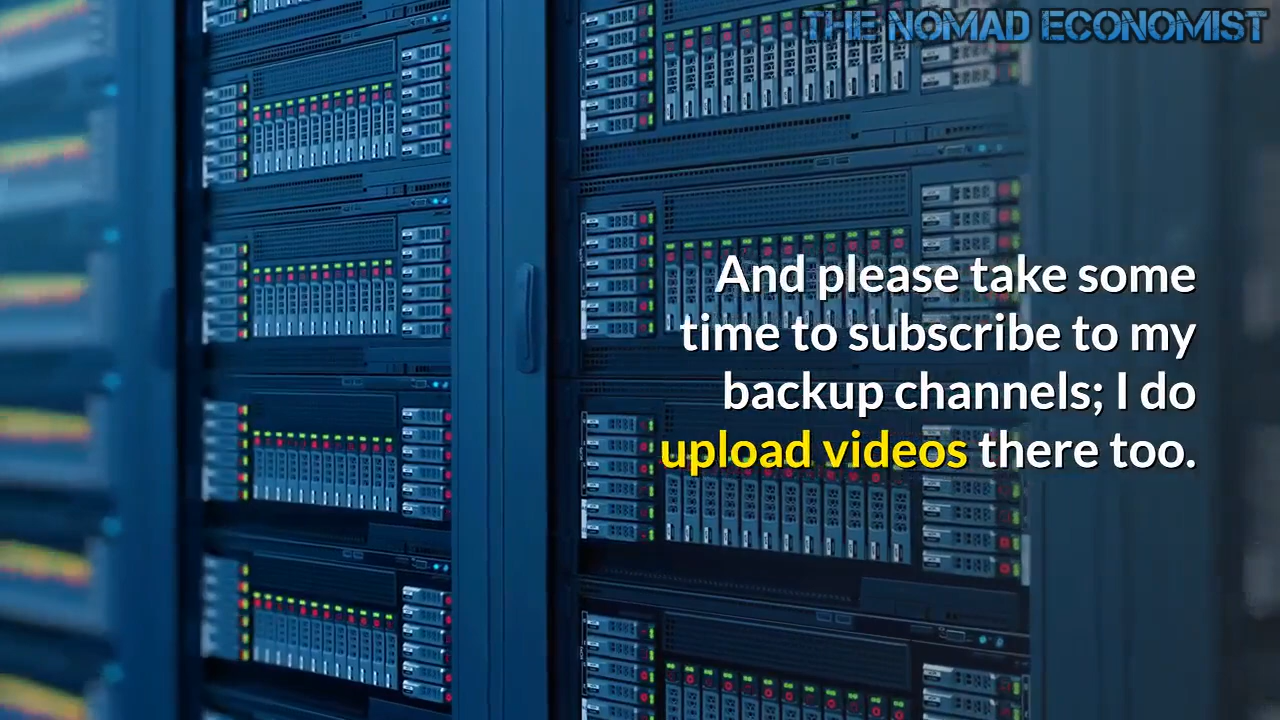 THE NOMAD ECONOMIST
And please take some
time to subscribe to my
backup channels; I do
upload videos there too.